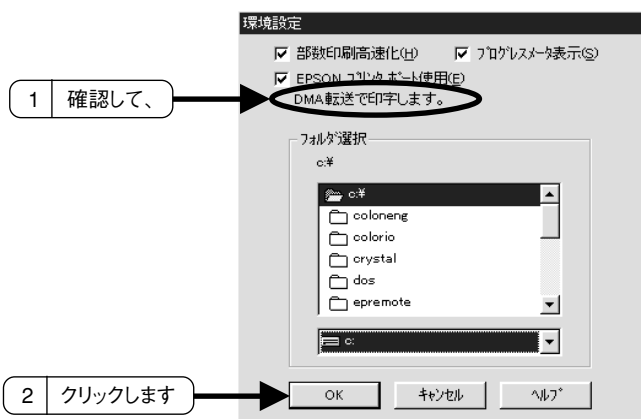 環境設定
部数印刷高速化(H)
プログレスメータ表示(S)
EPSON プリンタ ポート使用(E)
1 確認して、
DMA転送で印字します。
フォルダ選択
c:¥
c:¥
coloneng
colorio
crystal
dos
epremote
c:
2 クリックします
OK
キャンセル
ヘルプ